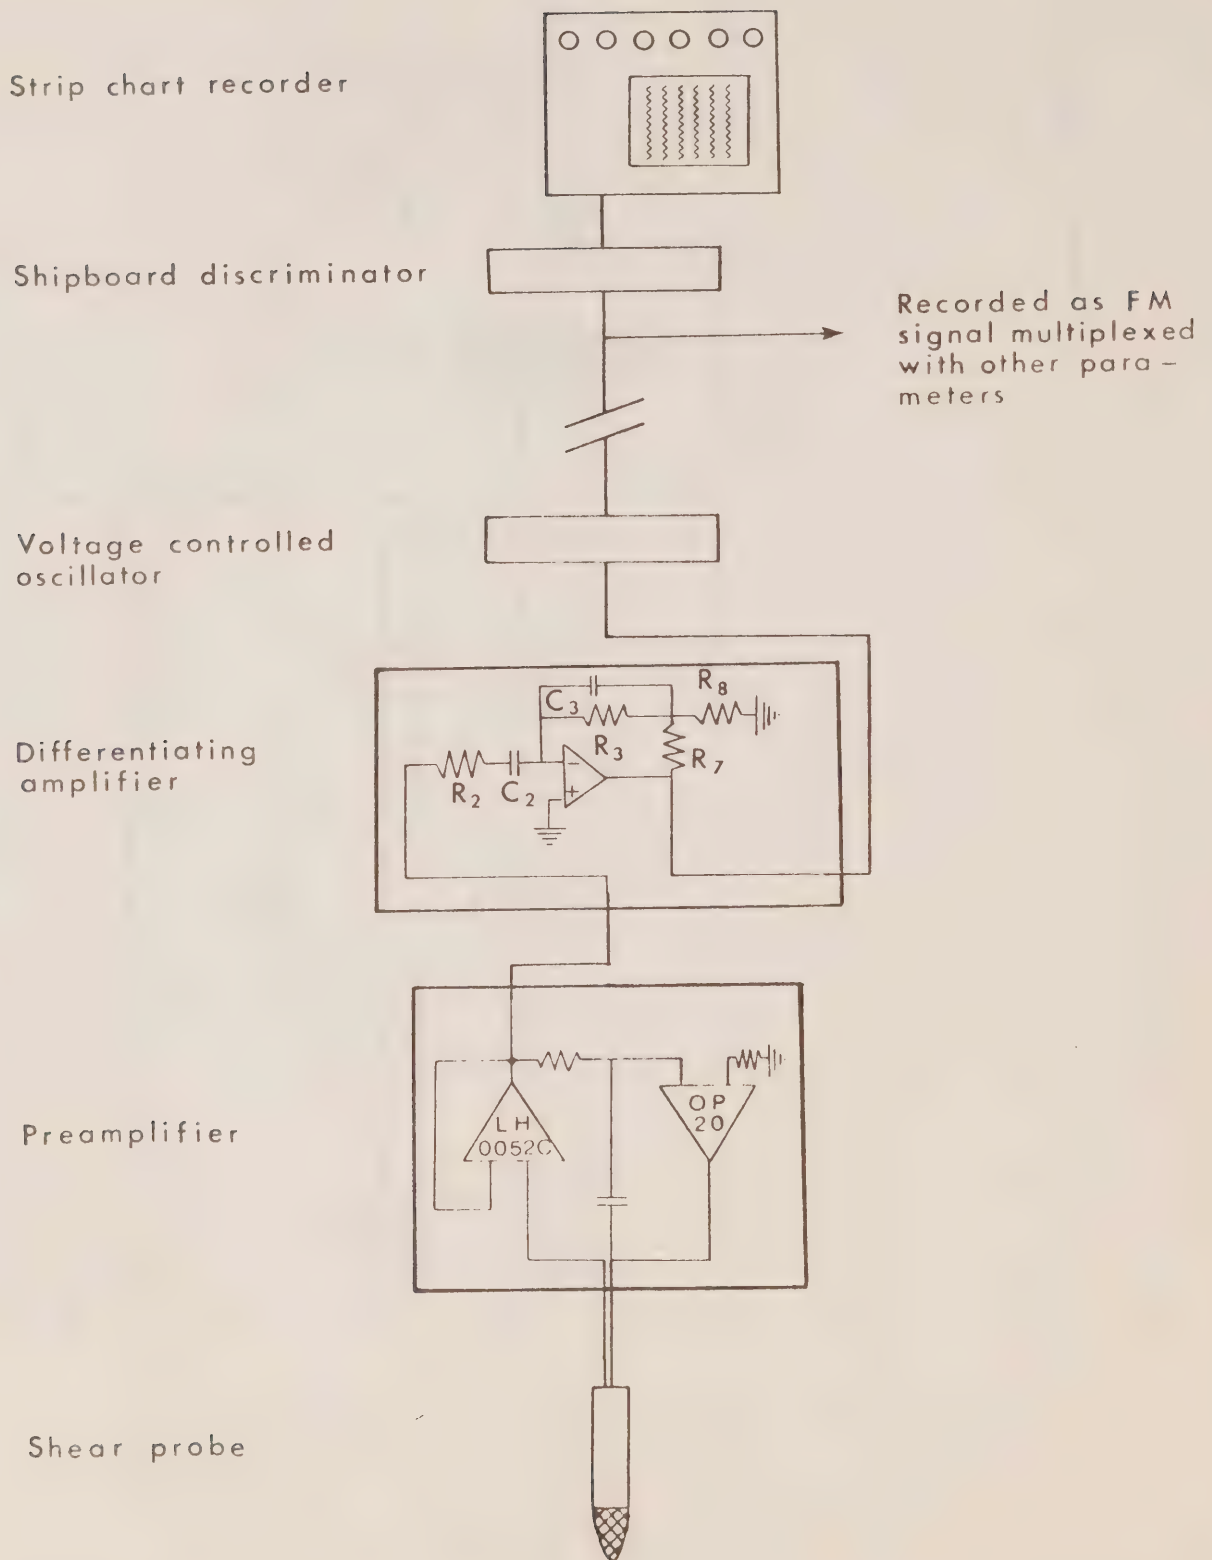 Strip chart recorder
Shipboard discriminator
Recorded as FM
signal multiplexed
with other para-
meters
Voltage controlled
oscillator
Differentiating
amplifier
R2
C2
C3
R3
R8
R7
-
+
Preamplifier
LH
0052C
OP
20
Shear probe